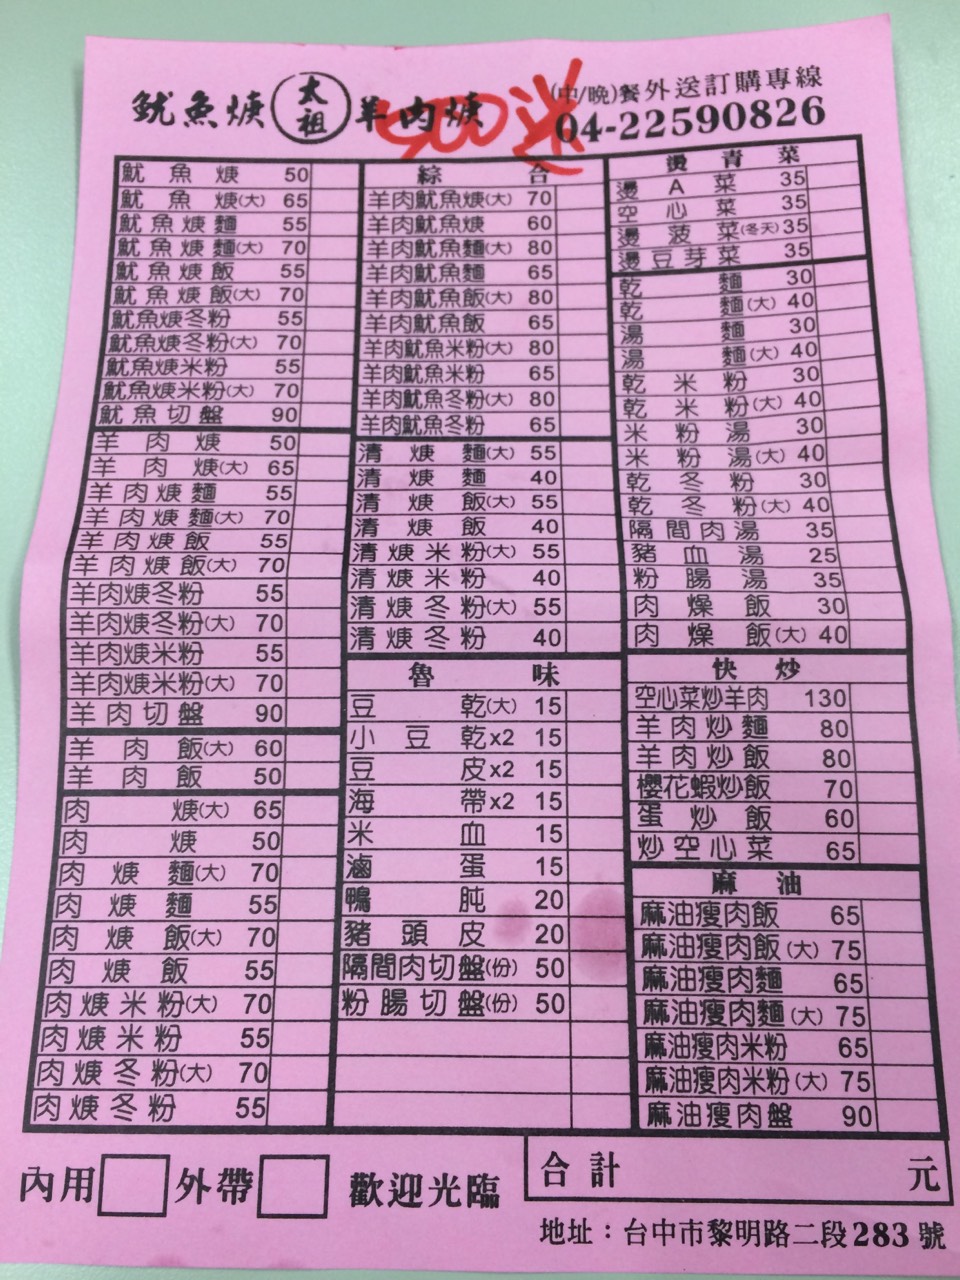 魷魚焿 太祖 羊肉焿
500送
(中/晚)餐外送訂購專線
04-22590826
魷魚焿 50
魷魚焿(大) 65
魷魚焿麵 55
魷魚焿麵(大) 70
魷魚焿飯 55
魷魚焿飯(大) 70
魷魚焿冬粉 55
魷魚焿冬粉(大) 70
魷魚焿米粉 55
魷魚焿米粉(大) 70
魷魚切盤 90
羊肉焿 50
羊肉焿(大) 65
羊肉焿麵 55
羊肉焿麵(大) 70
羊肉焿飯 55
羊肉焿飯(大) 70
羊肉焿冬粉 55
羊肉焿冬粉(大) 70
羊肉焿米粉 55
羊肉焿米粉(大) 70
羊肉切盤 90
羊肉飯(大) 60
羊肉飯 50
肉焿(大) 65
肉焿 50
肉焿麵(大) 70
肉焿麵 55
肉焿飯(大) 70
肉焿飯 55
肉焿米粉(大) 70
肉焿米粉 55
肉焿冬粉(大) 70
肉焿冬粉 55
綜合
羊肉魷魚焿(大) 70
羊肉魷魚焿 60
羊肉魷魚麵(大) 80
羊肉魷魚麵 65
羊肉魷魚飯(大) 80
羊肉魷魚飯 65
羊肉魷魚米粉(大) 80
羊肉魷魚米粉 65
羊肉魷魚冬粉(大) 80
羊肉魷魚冬粉 65
清焿麵(大) 55
清焿麵 40
清焿飯(大) 55
清焿飯 40
清焿米粉(大) 55
清焿米粉 40
清焿冬粉(大) 55
清焿冬粉 40
魯味
豆乾(大) 15
小豆乾x2 15
豆皮x2 15
海帶x2 15
米血 15
滷蛋 15
鴨肫 20
豬頭皮 20
隔間肉切盤(份) 50
粉腸切盤(份) 50
燙青菜
燙A菜 35
空心菜 35
燙菠菜(冬天) 35
燙豆芽菜 35
乾麵 30
乾麵(大) 40
湯麵 30
湯麵(大) 40
乾米粉 30
乾米粉(大) 40
米粉湯 30
米粉湯(大) 40
乾冬粉 30
乾冬粉(大) 40
隔間肉湯 35
豬血湯 25
粉腸湯 35
肉燥飯 30
肉燥飯(大) 40
快炒
空心菜炒羊肉 130
羊肉炒麵 80
羊肉炒飯 80
櫻花蝦炒飯 70
蛋炒飯 60
炒空心菜 65
麻油
麻油瘦肉飯 65
麻油瘦肉飯(大) 75
麻油瘦肉麵 65
麻油瘦肉麵(大) 75
麻油瘦肉米粉 65
麻油瘦肉米粉(大) 75
麻油瘦肉盤 90
內用 外帶 歡迎光臨
合計 元
地址：台中市黎明路二段283號